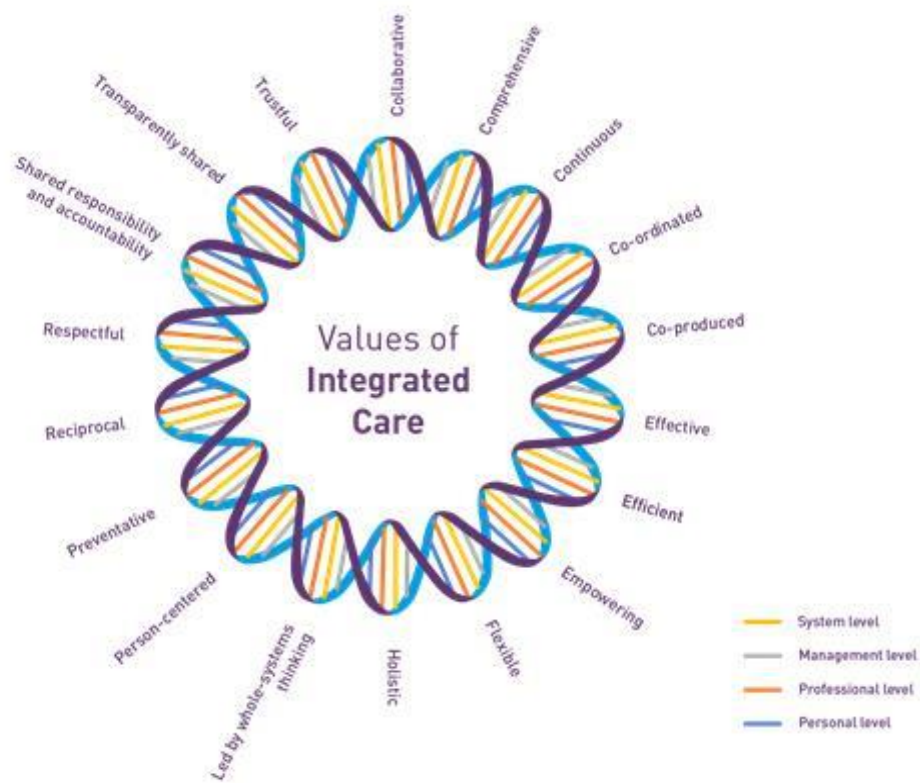 Values of
Integrated
Care
Collaborative
Comprehensive
Continuous
Co-ordinated
Co-produced
Effective
Efficient
Empowering
Flexible
Holistic
Led by whole-systems
thinking
Person-centered
Preventative
Reciprocal
Respectful
Shared responsibility
and accountability
Transparently shared
Trustful
System level
Management level
Professional level
Personal level